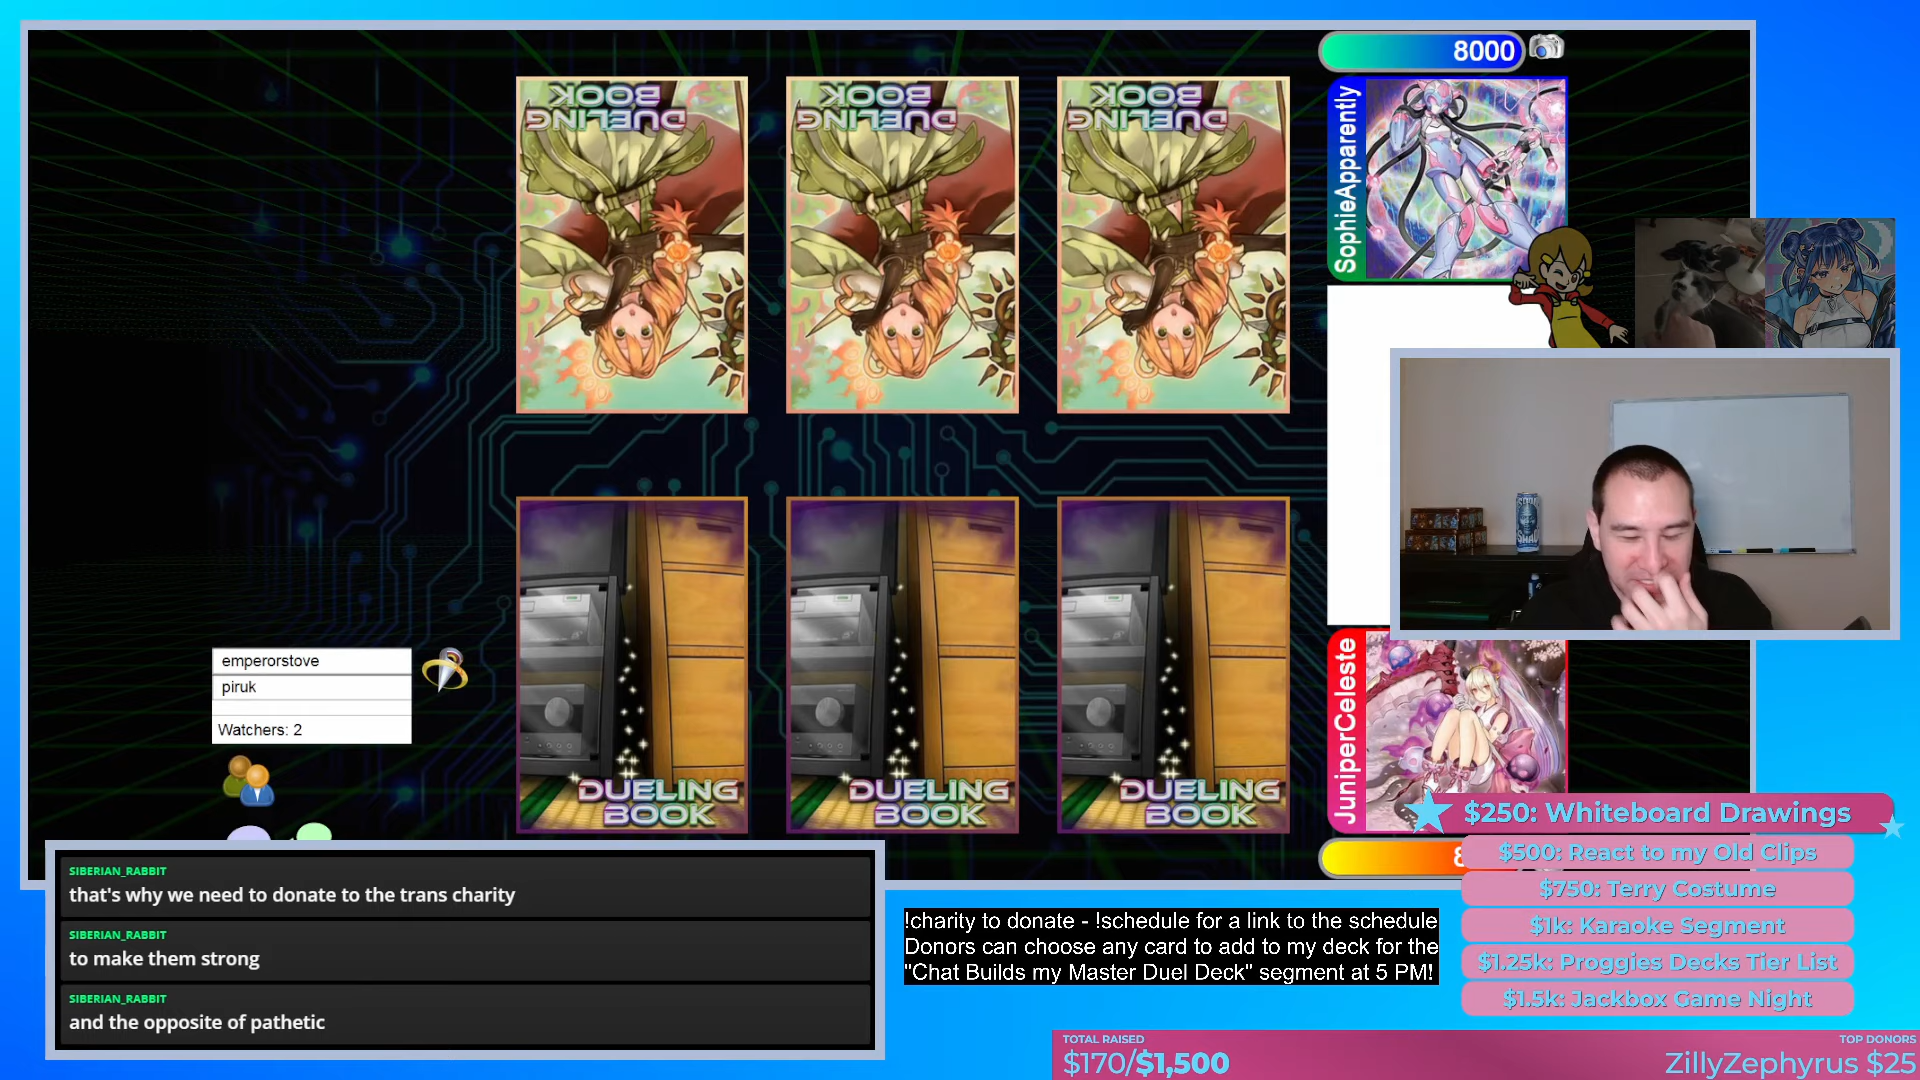 8000
DUELING
BOOK
DUELING
BOOK
DUELING
BOOK
SophieApparently
emperorstove
piruk
Watchers: 2
DUELING
BOOK
DUELING
BOOK
DUELING
BOOK
JuniperCeleste
8
SIBERIAN_RABBIT
that's why we need to donate to the trans charity
SIBERIAN_RABBIT
to make them strong
SIBERIAN_RABBIT
and the opposite of pathetic
!charity to donate - !schedule for a link to the schedule
Donors can choose any card to add to my deck for the
"Chat Builds my Master Duel Deck" segment at 5 PM!
$250: Whiteboard Drawings
$500: React to my Old Clips
$750: Terry Costume
$1k: Karaoke Segment
$1.25k: Proggies Decks Tier List
$1.5k: Jackbox Game Night
TOTAL RAISED
$170/$1,500
TOP DONORS
ZillyZephyrus $25